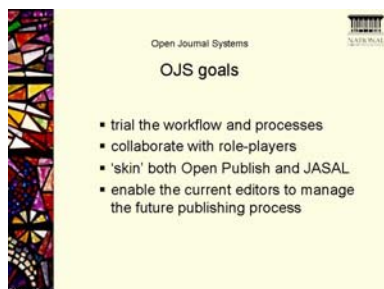 Open Journal Systems
NATIONAL
OJS goals
▪ trial the workflow and processes
▪ collaborate with role-players
▪ ‘skin’ both Open Publish and JASAL
▪ enable the current editors to manage
the future publishing process